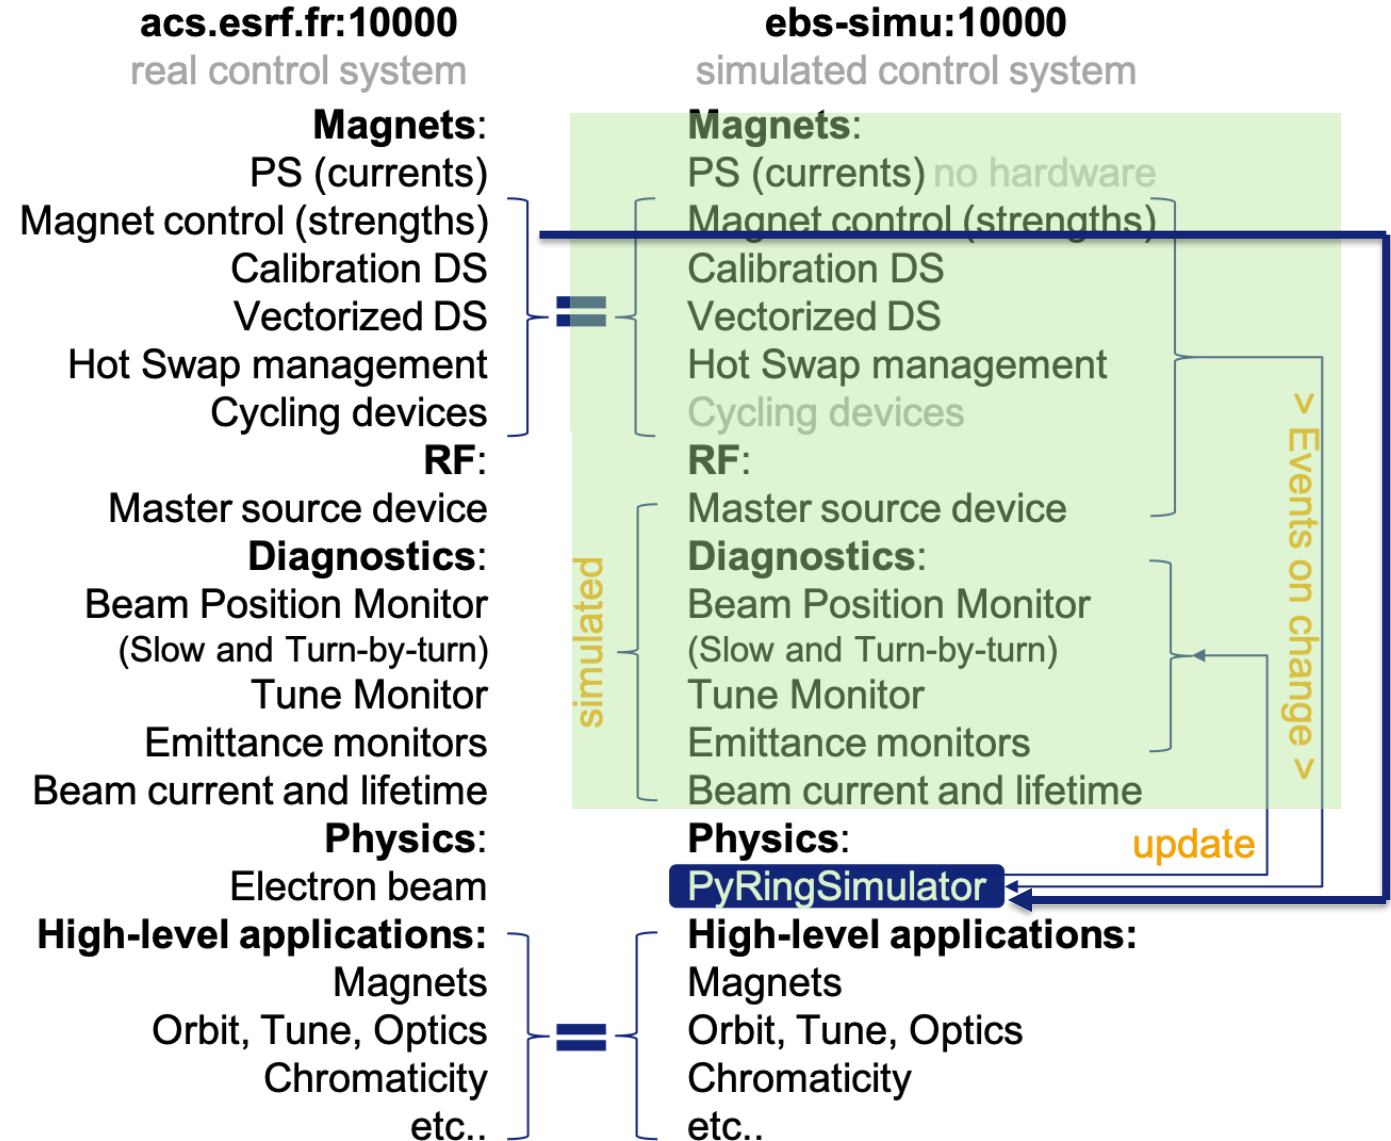 acs.esrf.fr:10000
real control system
Magnets:
PS (currents)
Magnet control (strengths)
Calibration DS
Vectorized DS
Hot Swap management
Cycling devices
RF:
Master source device
Diagnostics:
Beam Position Monitor
(Slow and Turn-by-turn)
Tune Monitor
Emittance monitors
Beam current and lifetime
Physics:
Electron beam
High-level applications:
Magnets
Orbit, Tune, Optics
Chromaticity
etc..
simulated
ebs-simu:10000
simulated control system
Magnets:
PS (currents) no hardware
Magnet control (strengths)
Calibration DS
Vectorized DS
Hot Swap management
Cycling devices
RF:
Master source device
Diagnostics:
Beam Position Monitor
(Slow and Turn-by-turn)
Tune Monitor
Emittance monitors
Beam current and lifetime
Physics:
PyRingSimulator
High-level applications:
Magnets
Orbit, Tune, Optics
Chromaticity
etc..
> Events on change >
update